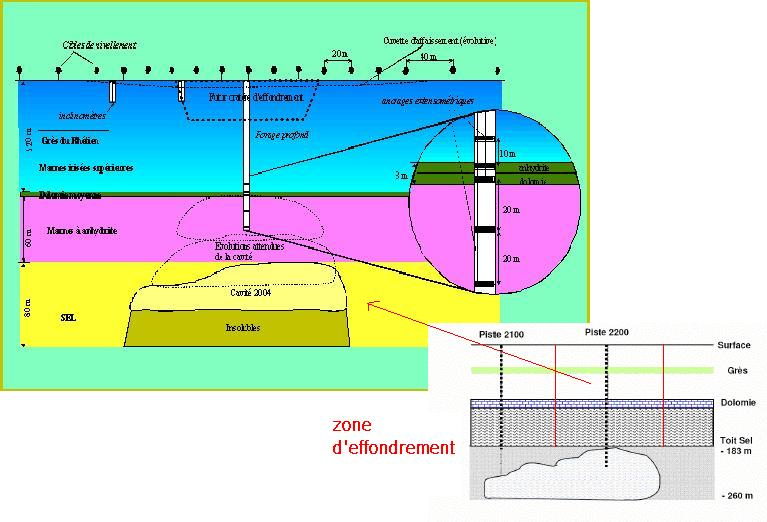 20 m
Cuvette d'affaissement (évolutive)
Côtes de nivellement
40 m
Futur cratère d'effondrement
ancrages extensométriques
inclinomètres
Forage profond
120 m
Grès du Rhétien
Marnes irisées supérieures
10 m
anhydrite
3 m
dolomie
Dolomie moyenne
20 m
Marnes à anhydrite
60 m
Evolutions attendues
de la cavité
20 m
Cavité 2004
80 m
SEL
Insolubles
Piste 2100
Piste 2200
Surface
Grès
Dolomie
zone
d'effondrement
Toit Sel
- 183 m
- 260 m